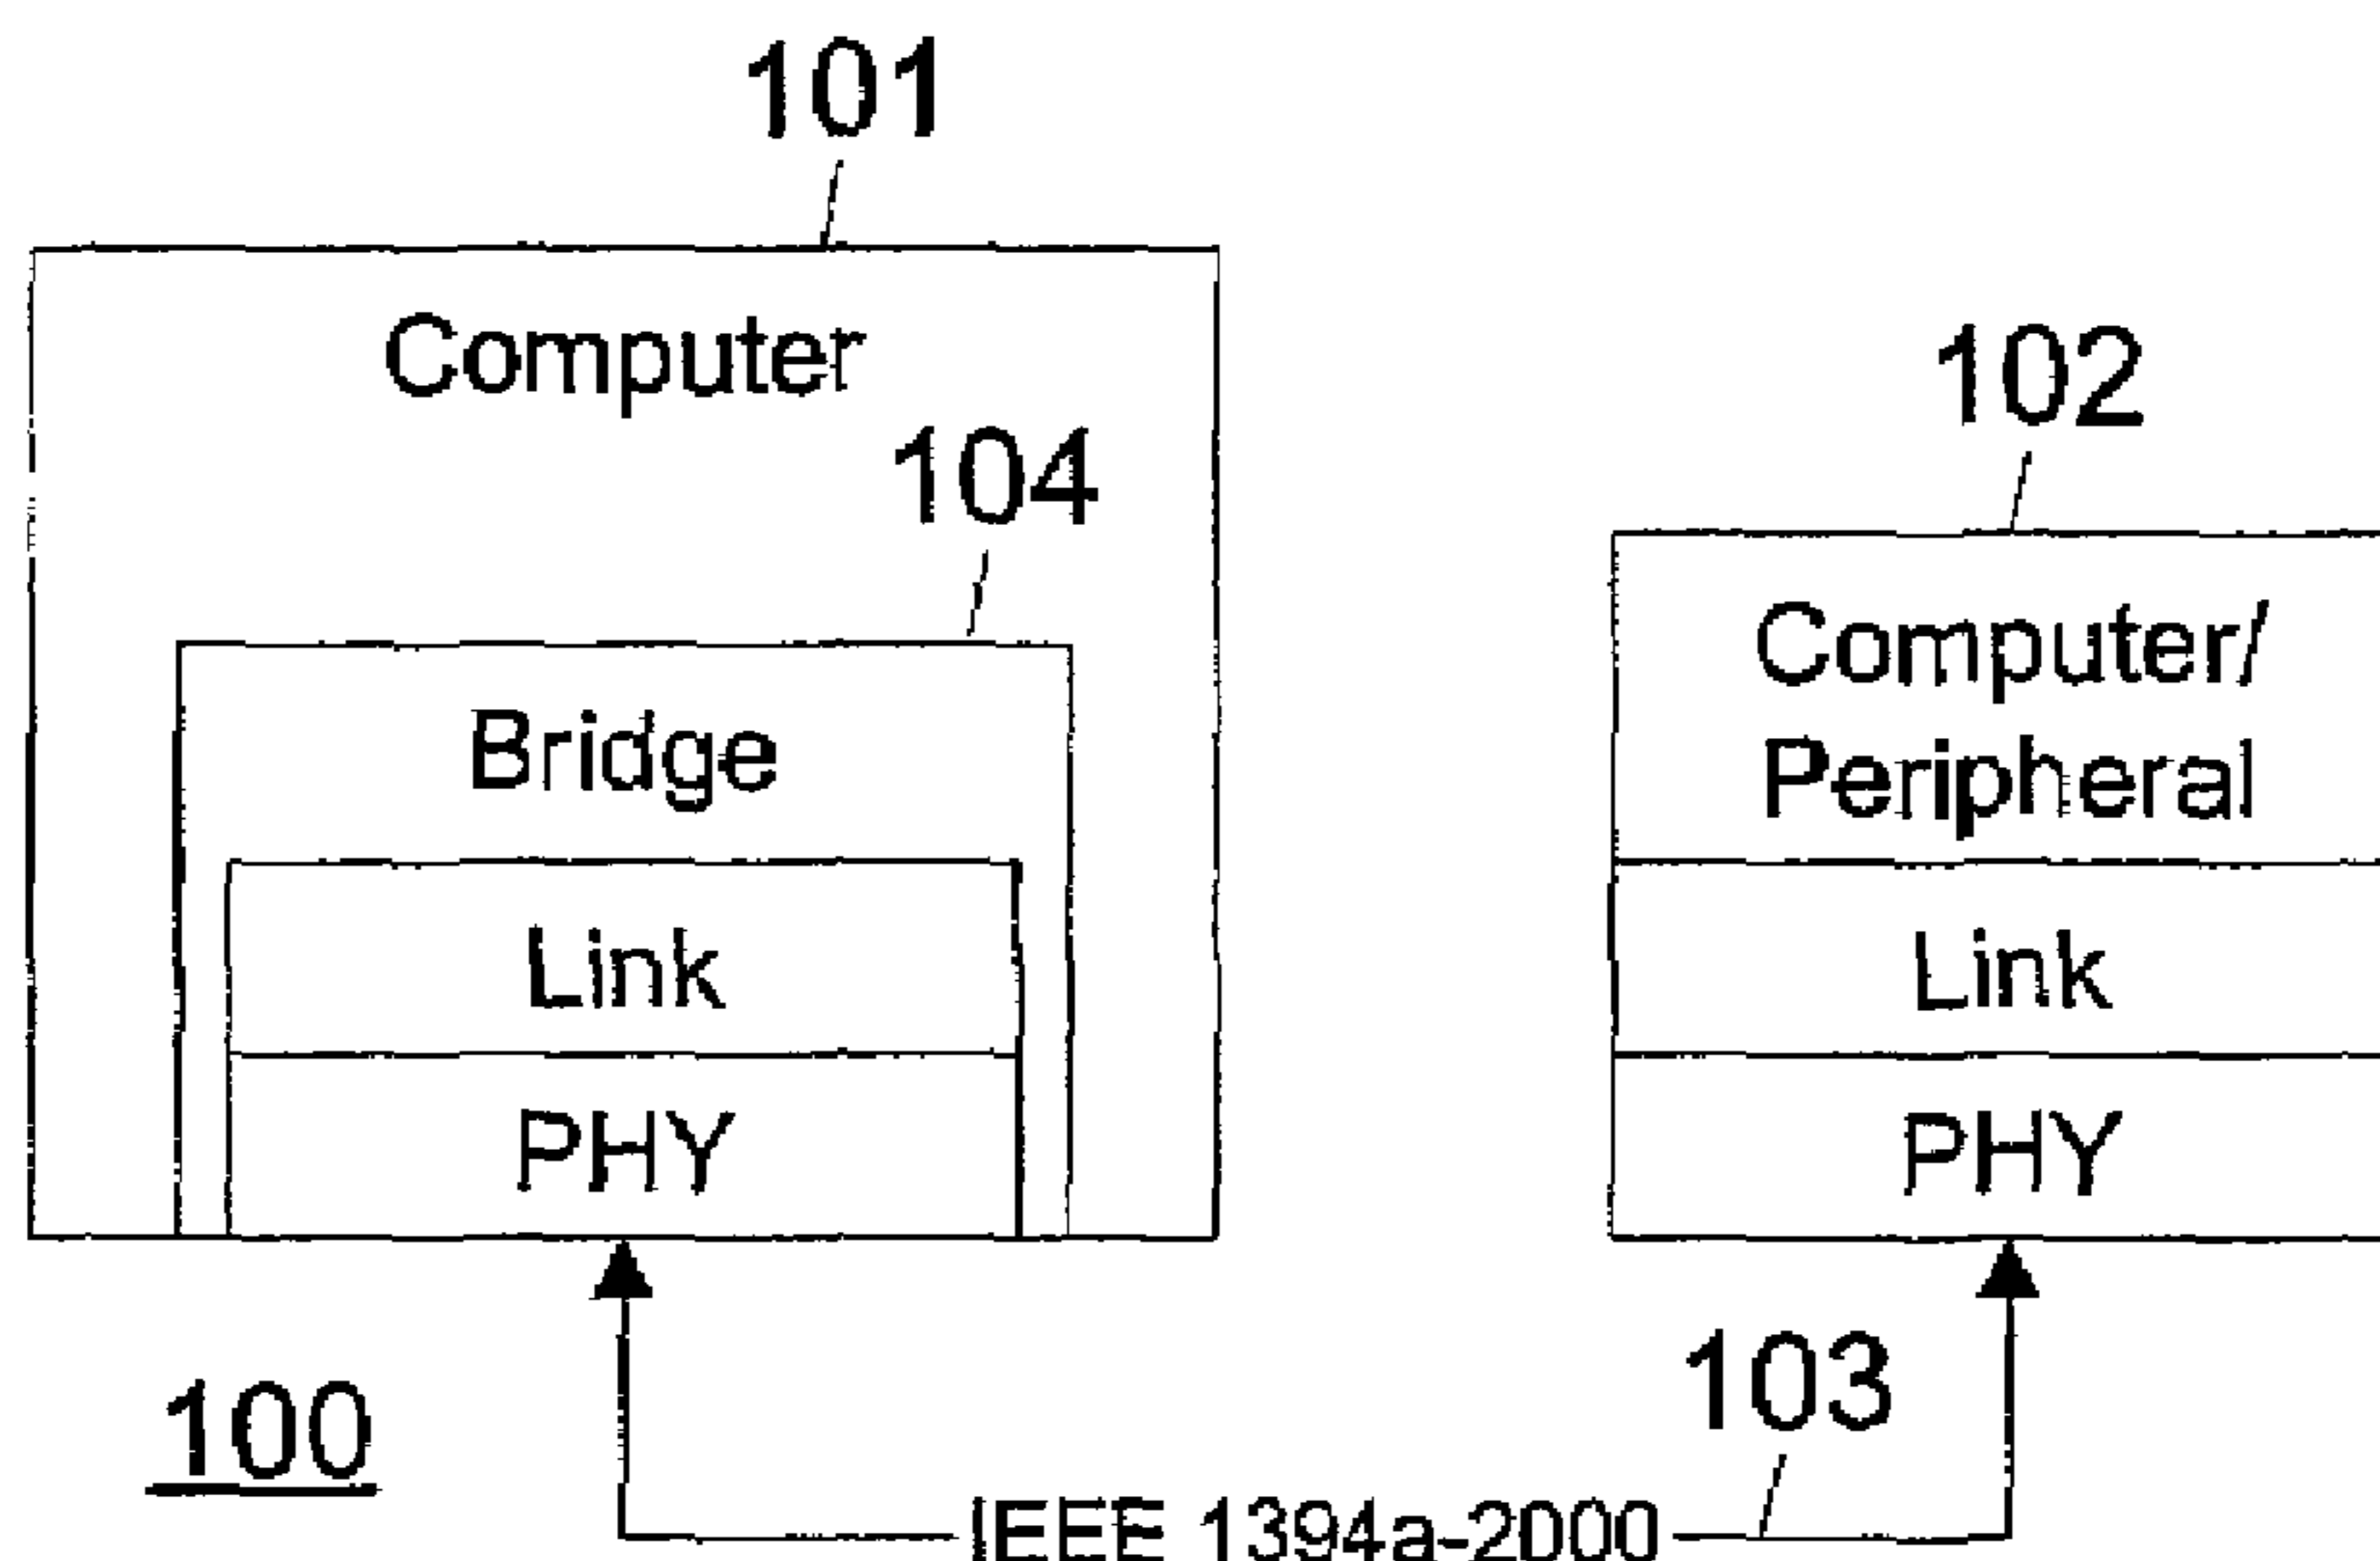 101
Computer
104
102
Bridge
Computer/
Peripheral
Link
Link
PHY
PHY
100
103
IEEE 1394a-2000